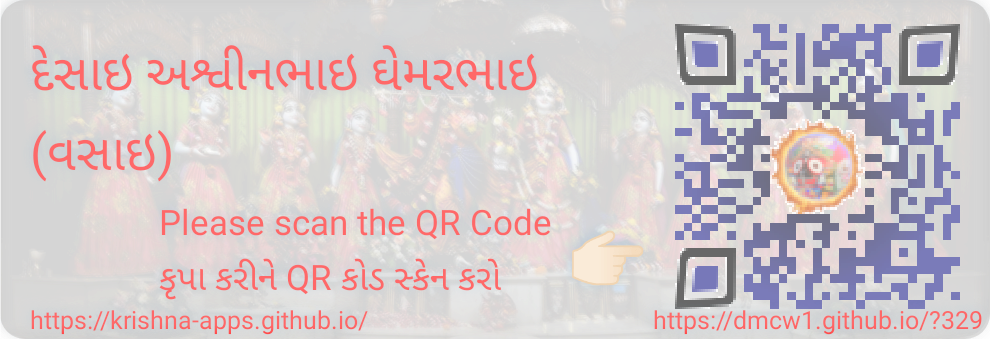 દેસાઇ અશ્વીનભાઇ ઘેમરભાઇ
(વસાઇ)
Please scan the QR Code
કૃપા કરીને QR કોડ સ્કેન કરો
https://krishna-apps.github.io/
https://dmcw1.github.io/?329